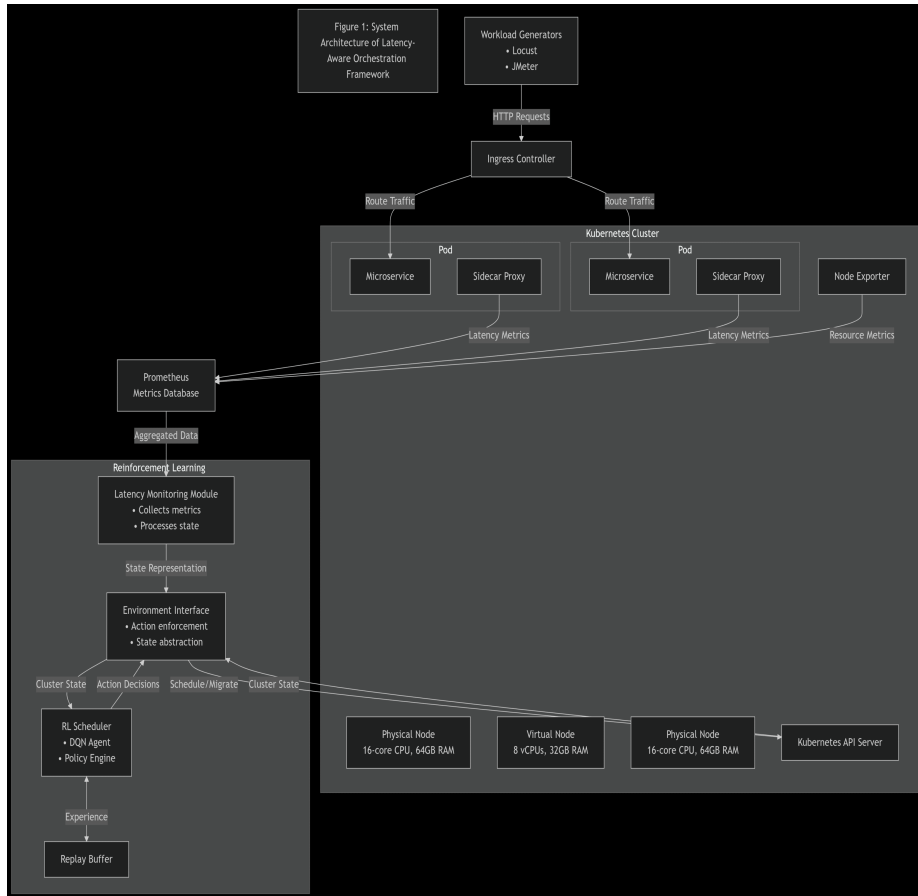 Figure 1: System
Architecture of Latency-
Aware Orchestration
Framework
Workload Generators
• Locust
• JMeter
HTTP Requests
Ingress Controller
Route Traffic
Route Traffic
Kubernetes Cluster
Pod
Pod
Microservice
Sidecar Proxy
Microservice
Sidecar Proxy
Node Exporter
Latency Metrics
Latency Metrics
Resource Metrics
Prometheus
Metrics Database
Aggregated Data
Reinforcement Learning
Latency Monitoring Module
• Collects metrics
• Processes state
State Representation
Environment Interface
• Action enforcement
• State abstraction
Cluster State
Action Decisions
Schedule/Migrate
Cluster State
RL Scheduler
• DQN Agent
• Policy Engine
Physical Node
16-core CPU, 64GB RAM
Virtual Node
8 vCPUs, 32GB RAM
Physical Node
16-core CPU, 64GB RAM
Kubernetes API Server
Experience
Replay Buffer